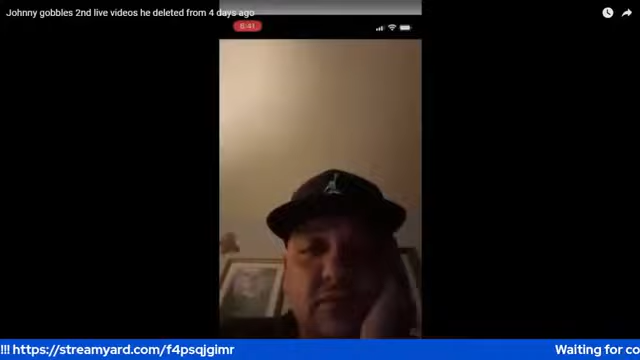 Johnny gobbles 2nd live videos he deleted from 4 days ago
6:41
!!! https://streamyard.com/f4psqjgimr
Waiting for co